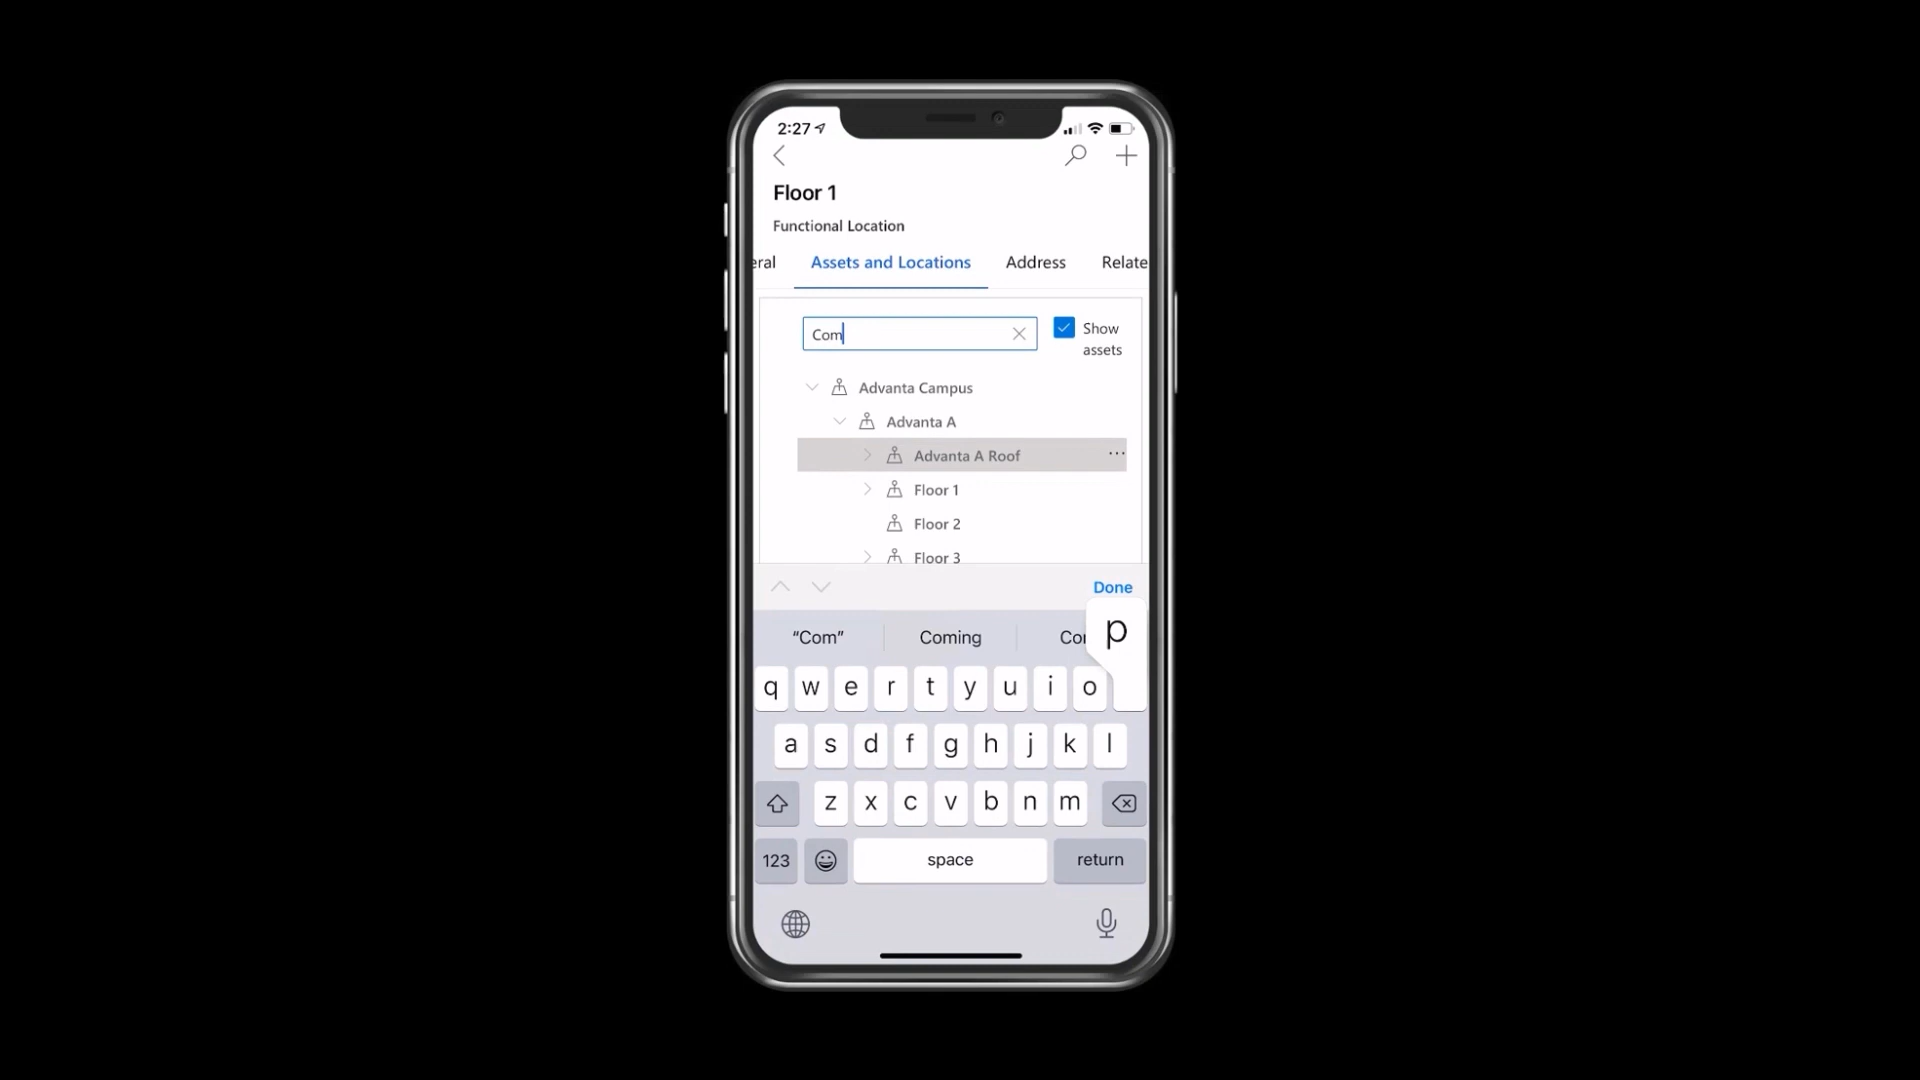 2:27
Floor 1
Functional Location
eral Assets and Locations Address Relate
Com
Show
assets
Advanta Campus
Advanta A
Advanta A Roof ...
Floor 1
Floor 2
Floor 3
Done
“Com” Coming Co
p
q w e r t y u i o
a s d f g h j k l
z x c v b n m
123 space return